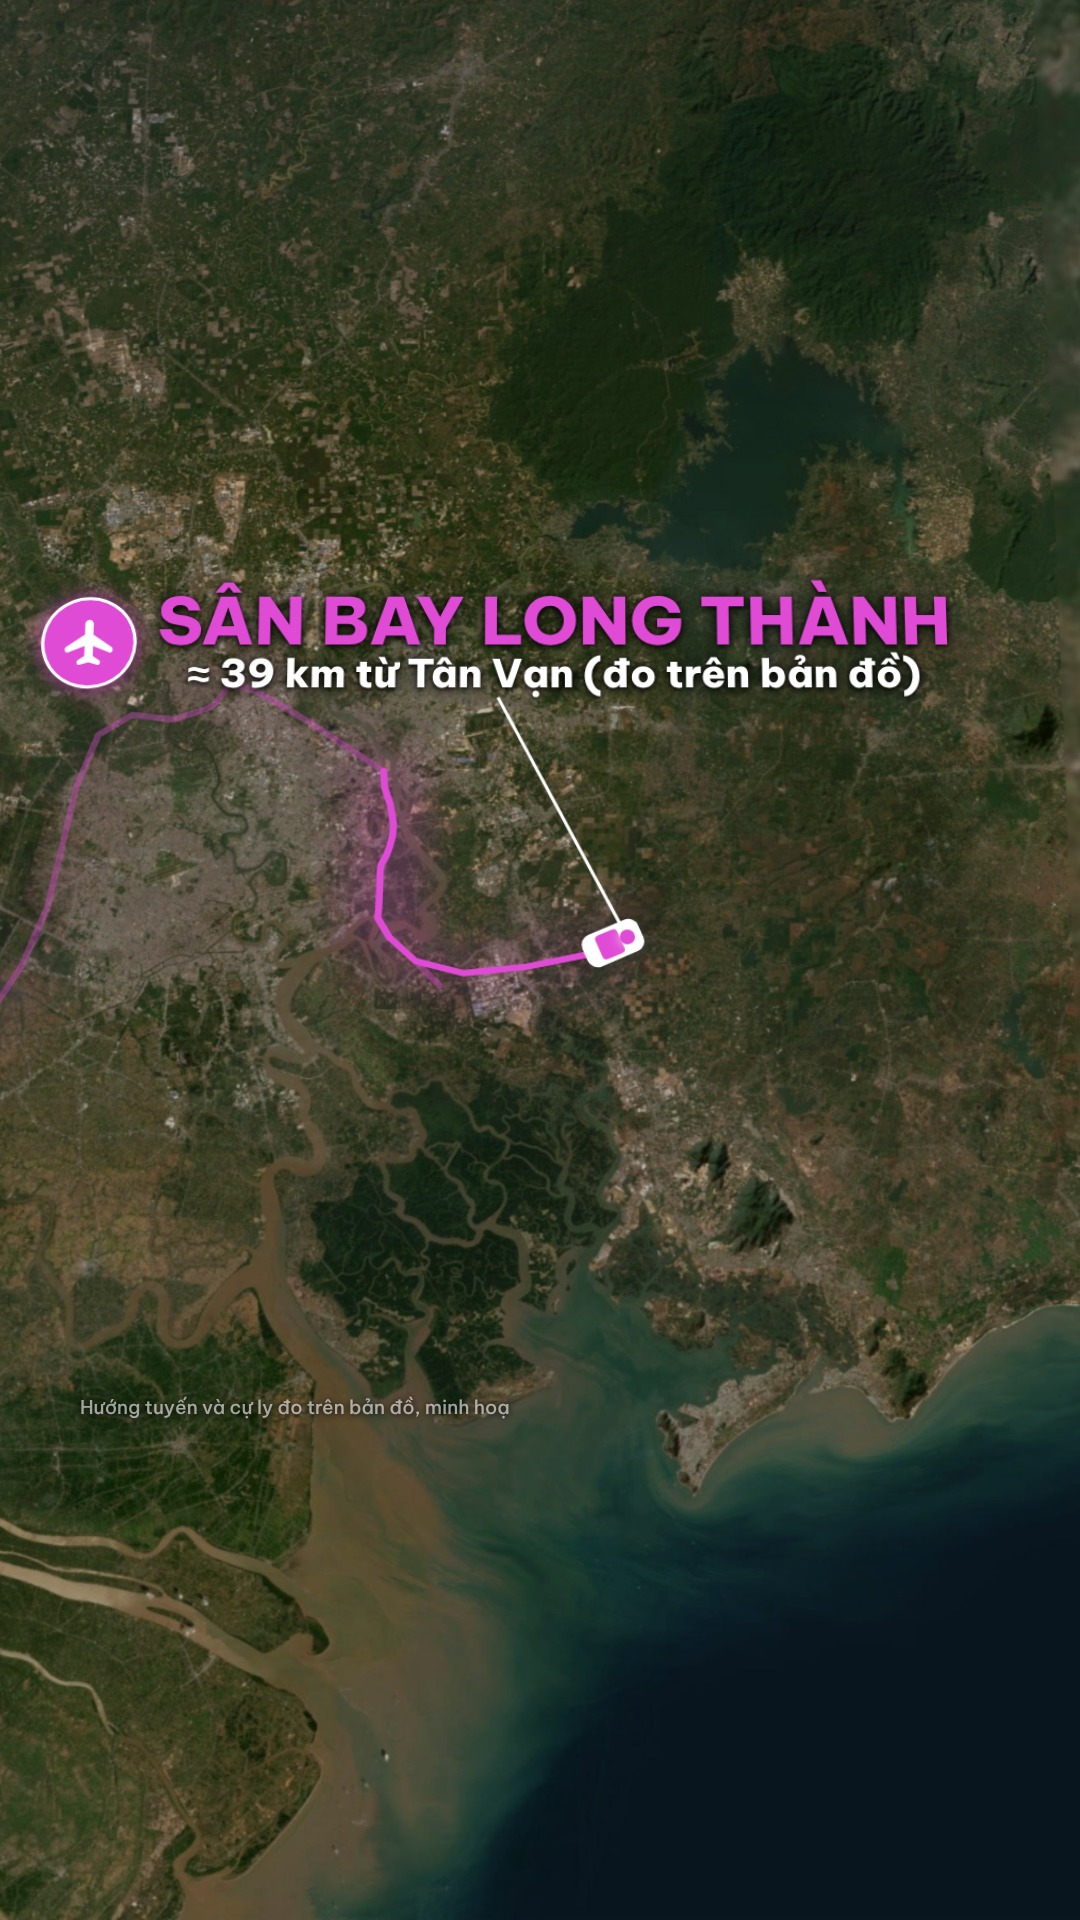 SÂN BAY LONG THÀNH
≈ 39 km từ Tân Vạn (đo trên bản đồ)
Hướng tuyến và cự ly đo trên bản đồ, minh hoạ